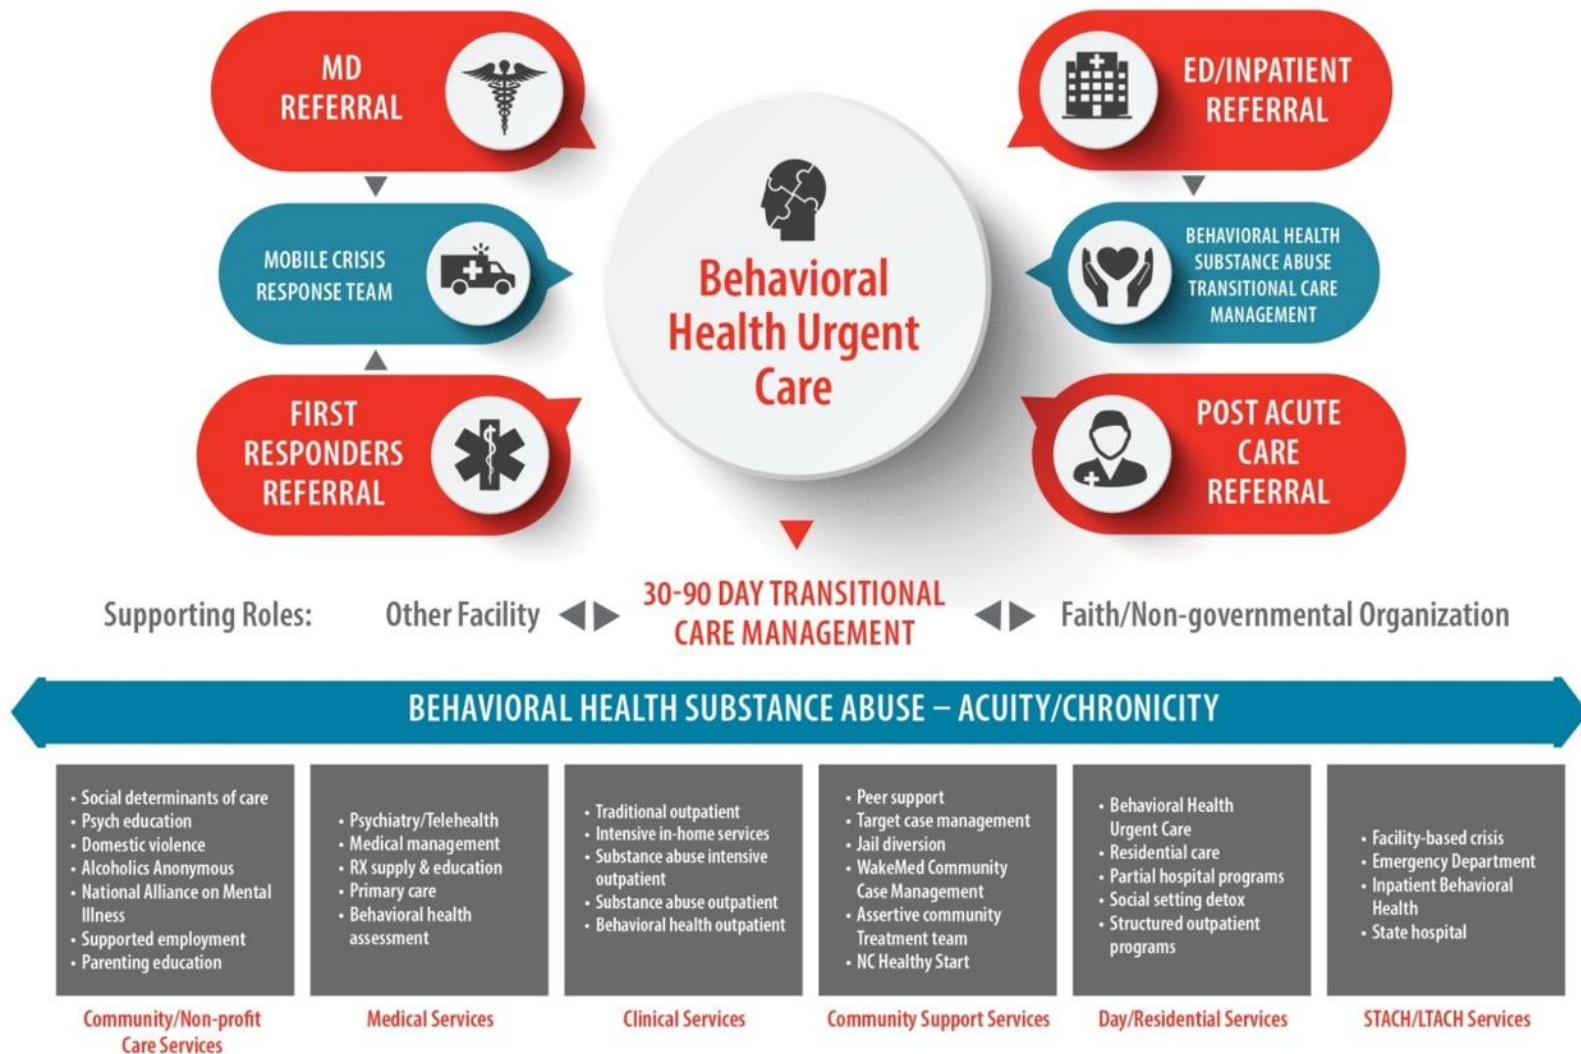 MD
REFERRAL
ED/INPATIENT
REFERRAL
MOBILE CRISIS
RESPONSE TEAM
Behavioral
Health Urgent
Care
BEHAVIORAL HEALTH
SUBSTANCE ABUSE
TRANSITIONAL CARE
MANAGEMENT
FIRST
RESPONDERS
REFERRAL
POST ACUTE
CARE
REFERRAL
Supporting Roles:
Other Facility
30-90 DAY TRANSITIONAL
CARE MANAGEMENT
Faith/Non-governmental Organization
BEHAVIORAL HEALTH SUBSTANCE ABUSE – ACUITY/CHRONICITY
• Social determinants of care
• Psych education
• Domestic violence
• Alcoholics Anonymous
• National Alliance on Mental
Illness
• Supported employment
• Parenting education
Community/Non-profit
Care Services
• Psychiatry/Telehealth
• Medical management
• RX supply & education
• Primary care
• Behavioral health
assessment
Medical Services
• Traditional outpatient
• Intensive in-home services
• Substance abuse intensive
outpatient
• Substance abuse outpatient
• Behavioral health outpatient
Clinical Services
• Peer support
• Target case management
• Jail diversion
• WakeMed Community
Case Management
• Assertive community
Treatment team
• NC Healthy Start
Community Support Services
• Behavioral Health
Urgent Care
• Residential care
• Partial hospital programs
• Social setting detox
• Structured outpatient
programs
Day/Residential Services
• Facility-based crisis
• Emergency Department
• Inpatient Behavioral
Health
• State hospital
STACH/LTACH Services